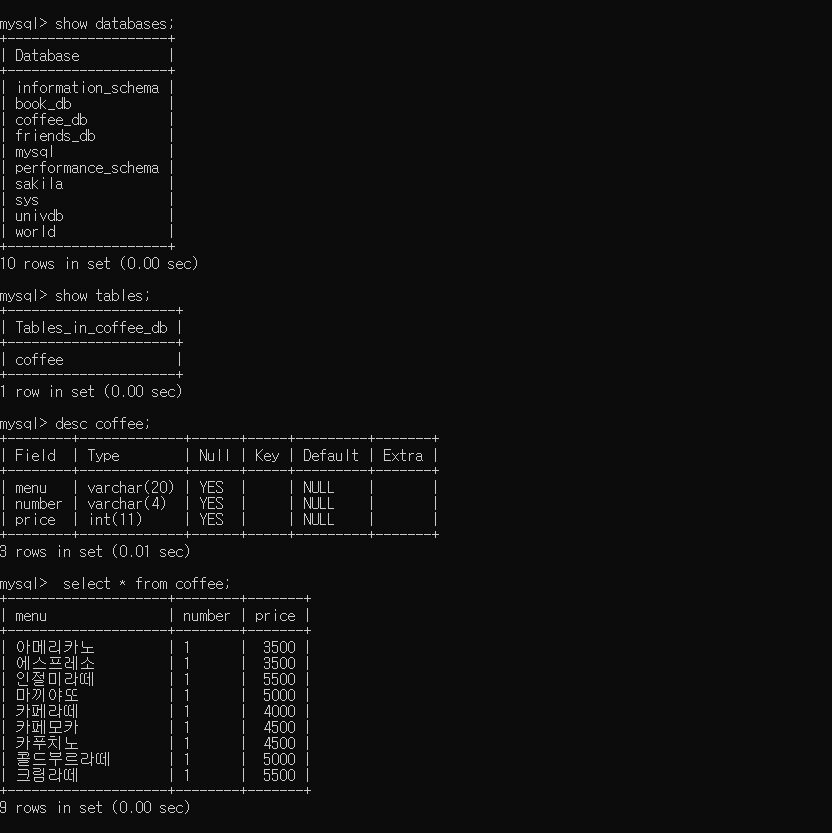 mysql> show databases;
+--------------------+
| Database           |
+--------------------+
| information_schema |
| book_db            |
| coffee_db          |
| friends_db         |
| mysql              |
| performance_schema |
| sakila             |
| sys                |
| univdb             |
| world              |
+--------------------+
10 rows in set (0.00 sec)
mysql> show tables;
+---------------------+
| Tables_in_coffee_db |
+---------------------+
| coffee              |
+---------------------+
1 row in set (0.00 sec)
mysql> desc coffee;
+--------+-------------+------+-----+---------+-------+
| Field  | Type        | Null | Key | Default | Extra |
+--------+-------------+------+-----+---------+-------+
| menu   | varchar(20) | YES  |     | NULL    |       |
| number | varchar(4)  | YES  |     | NULL    |       |
| price  | int(11)     | YES  |     | NULL    |       |
+--------+-------------+------+-----+---------+-------+
3 rows in set (0.01 sec)
mysql>  select * from coffee;
+--------------------+--------+-------+
| menu               | number | price |
+--------------------+--------+-------+
| 아메리카노         | 1      |  3500 |
| 에스프레소         | 1      |  3500 |
| 인절미라떼         | 1      |  5500 |
| 마끼야또           | 1      |  5000 |
| 카페라떼           | 1      |  4000 |
| 카페모카           | 1      |  4500 |
| 카푸치노           | 1      |  4500 |
| 콜드부르라떼       | 1      |  5000 |
| 크림라떼           | 1      |  5500 |
+--------------------+--------+-------+
9 rows in set (0.00 sec)